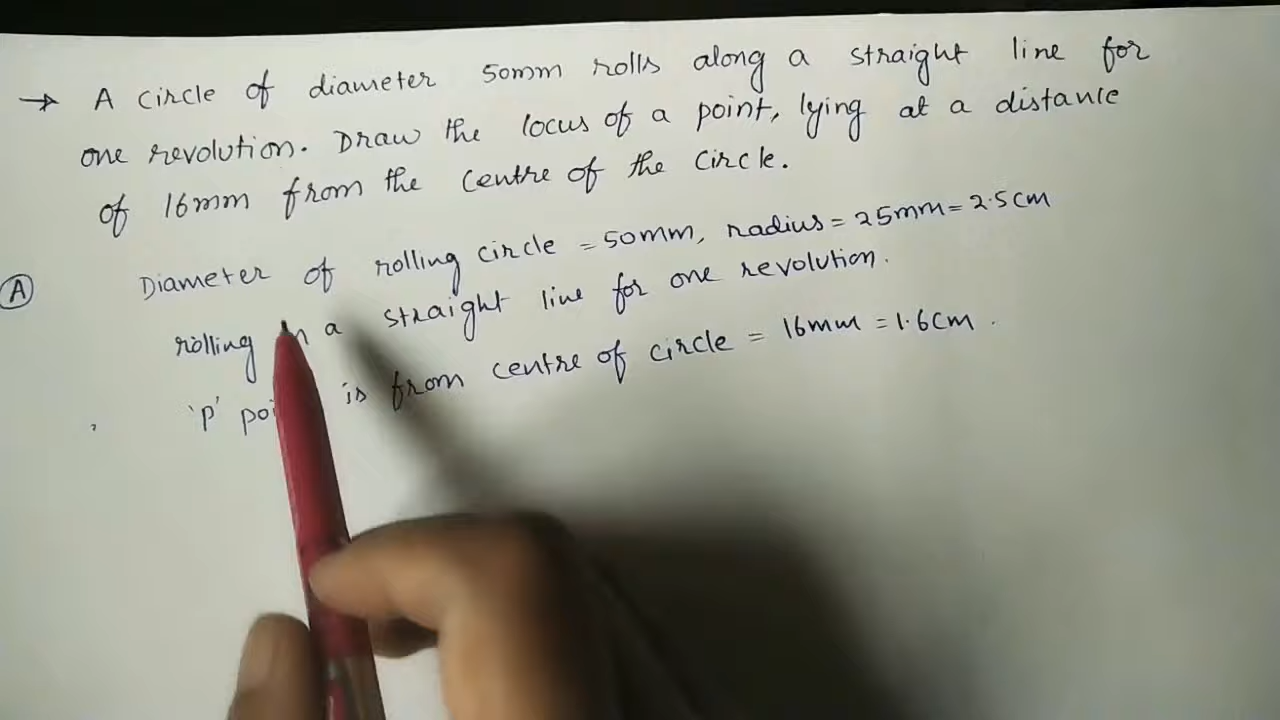 → A circle of diameter 50mm rolls along a straight line for
one revolution. Draw the locus of a point, lying at a distance
of 16mm from the centre of the circle.
A Diameter of rolling circle = 50mm, radius = 25mm = 2.5cm
rolling a straight line for one revolution.
'P' is from centre of circle = 16mm = 1.6cm.